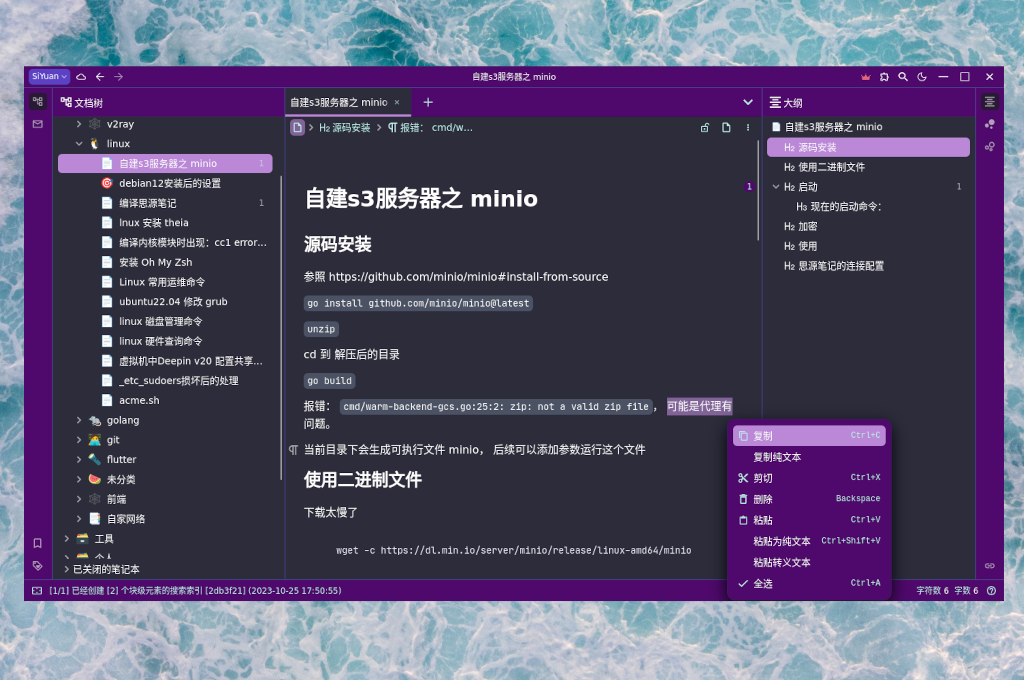 SiYuan
自建s3服务器之 minio
文档树
v2ray
linux
自建s3服务器之 minio 1
debian12安装后的设置
编译思源笔记 1
lnux 安装 theia
编译内核模块时出现：cc1 error...
安装 Oh My Zsh
Linux 常用运维命令
ubuntu22.04 修改 grub
linux 磁盘管理命令
linux 硬件查询命令
虚拟机中Deepin v20 配置共享...
_etc_sudoers损坏后的处理
acme.sh
golang
git
flutter
未分类
前端
自家网络
工具
个人
已关闭的笔记本
自建s3服务器之 minio
H2 源码安装
报错： cmd/w...
1
自建s3服务器之 minio
源码安装
参照 https://github.com/minio/minio#install-from-source
go install github.com/minio/minio@latest
unzip
cd 到 解压后的目录
go build
报错： cmd/warm-backend-gcs.go:25:2: zip: not a valid zip file ， 可能是代理有
问题。
当前目录下会生成可执行文件 minio， 后续可以添加参数运行这个文件
使用二进制文件
下载太慢了
wget -c https://dl.min.io/server/minio/release/linux-amd64/minio
大纲
自建s3服务器之 minio
H2 源码安装
H2 使用二进制文件
H2 启动 1
H3 现在的启动命令：
H2 加密
H2 使用
H2 思源笔记的连接配置
复制 Ctrl+C
复制纯文本
剪切 Ctrl+X
删除 Backspace
粘贴 Ctrl+V
粘贴为纯文本 Ctrl+Shift+V
粘贴转义文本
全选 Ctrl+A
[1/1] 已经创建 [2] 个块级元素的搜索索引 [2db3f21] (2023-10-25 17:50:55)
字符数 6 字数 6